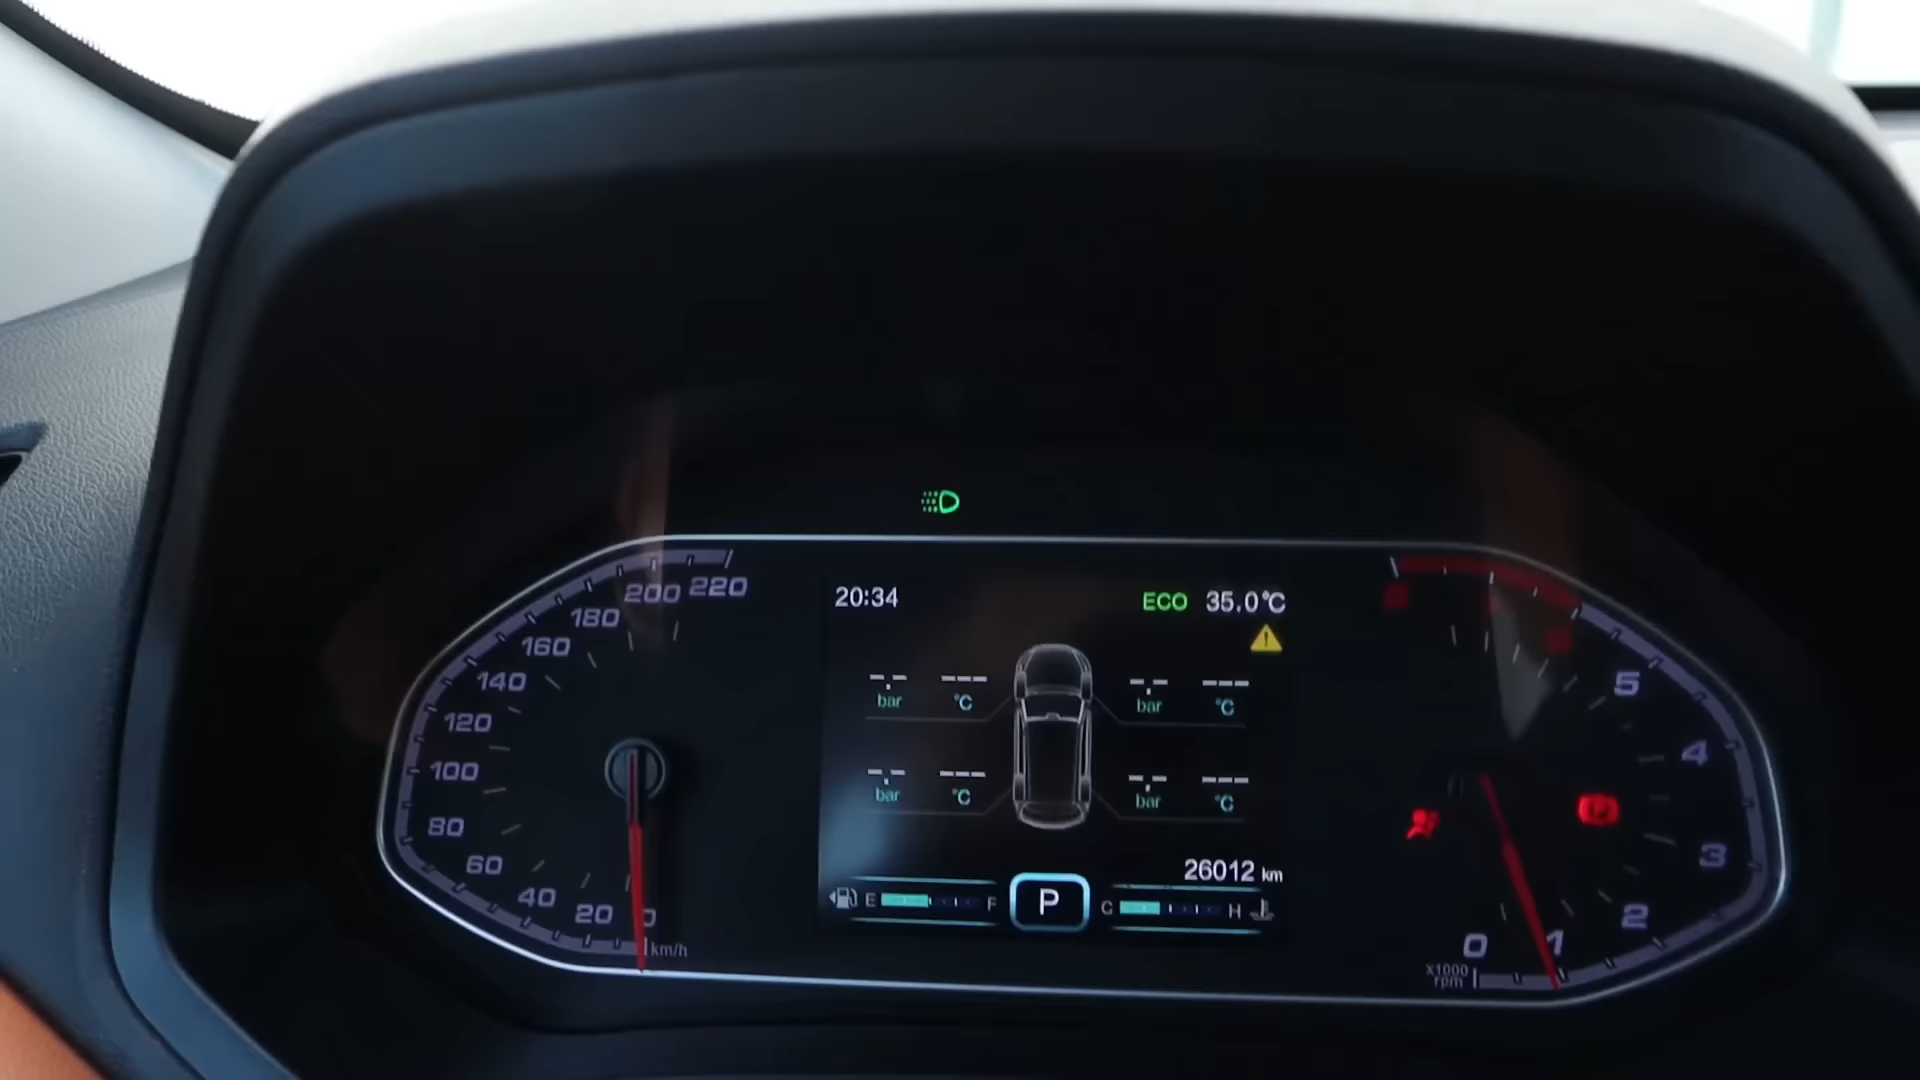 20:34
ECO 35.0℃
220
200
180
160
140
120
100
80
60
40
20
0
km/h
-.- bar --- ℃
-.- bar --- ℃
-.- bar --- ℃
-.- bar --- ℃
26012 km
E F
P
C H
5
4
3
2
1
0
x1000
rpm